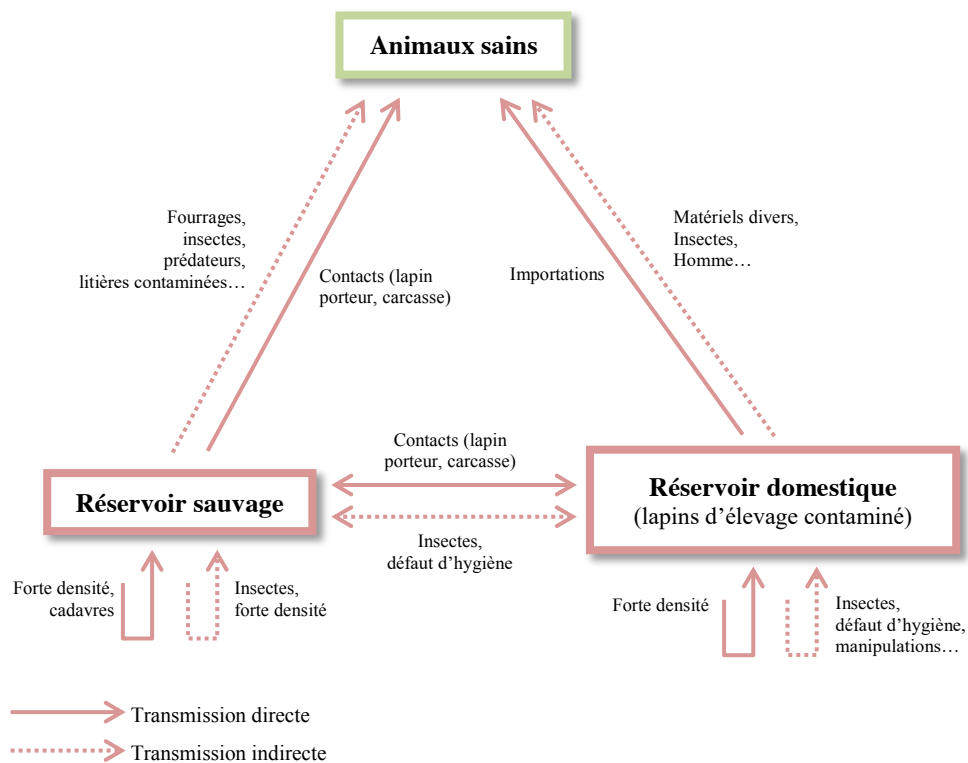 Animaux sains
Fourrages,
insectes,
prédateurs,
litières contaminées…
Contacts (lapin
porteur, carcasse)
Importations
Matériels divers,
Insectes,
Homme…
Contacts (lapin
porteur, carcasse)
Réservoir sauvage
Réservoir domestique
(lapins d'élevage contaminé)
Insectes,
défaut d'hygiène
Forte densité,
cadavres
Insectes,
forte densité
Forte densité
Insectes,
défaut d'hygiène,
manipulations…
Transmission directe
Transmission indirecte